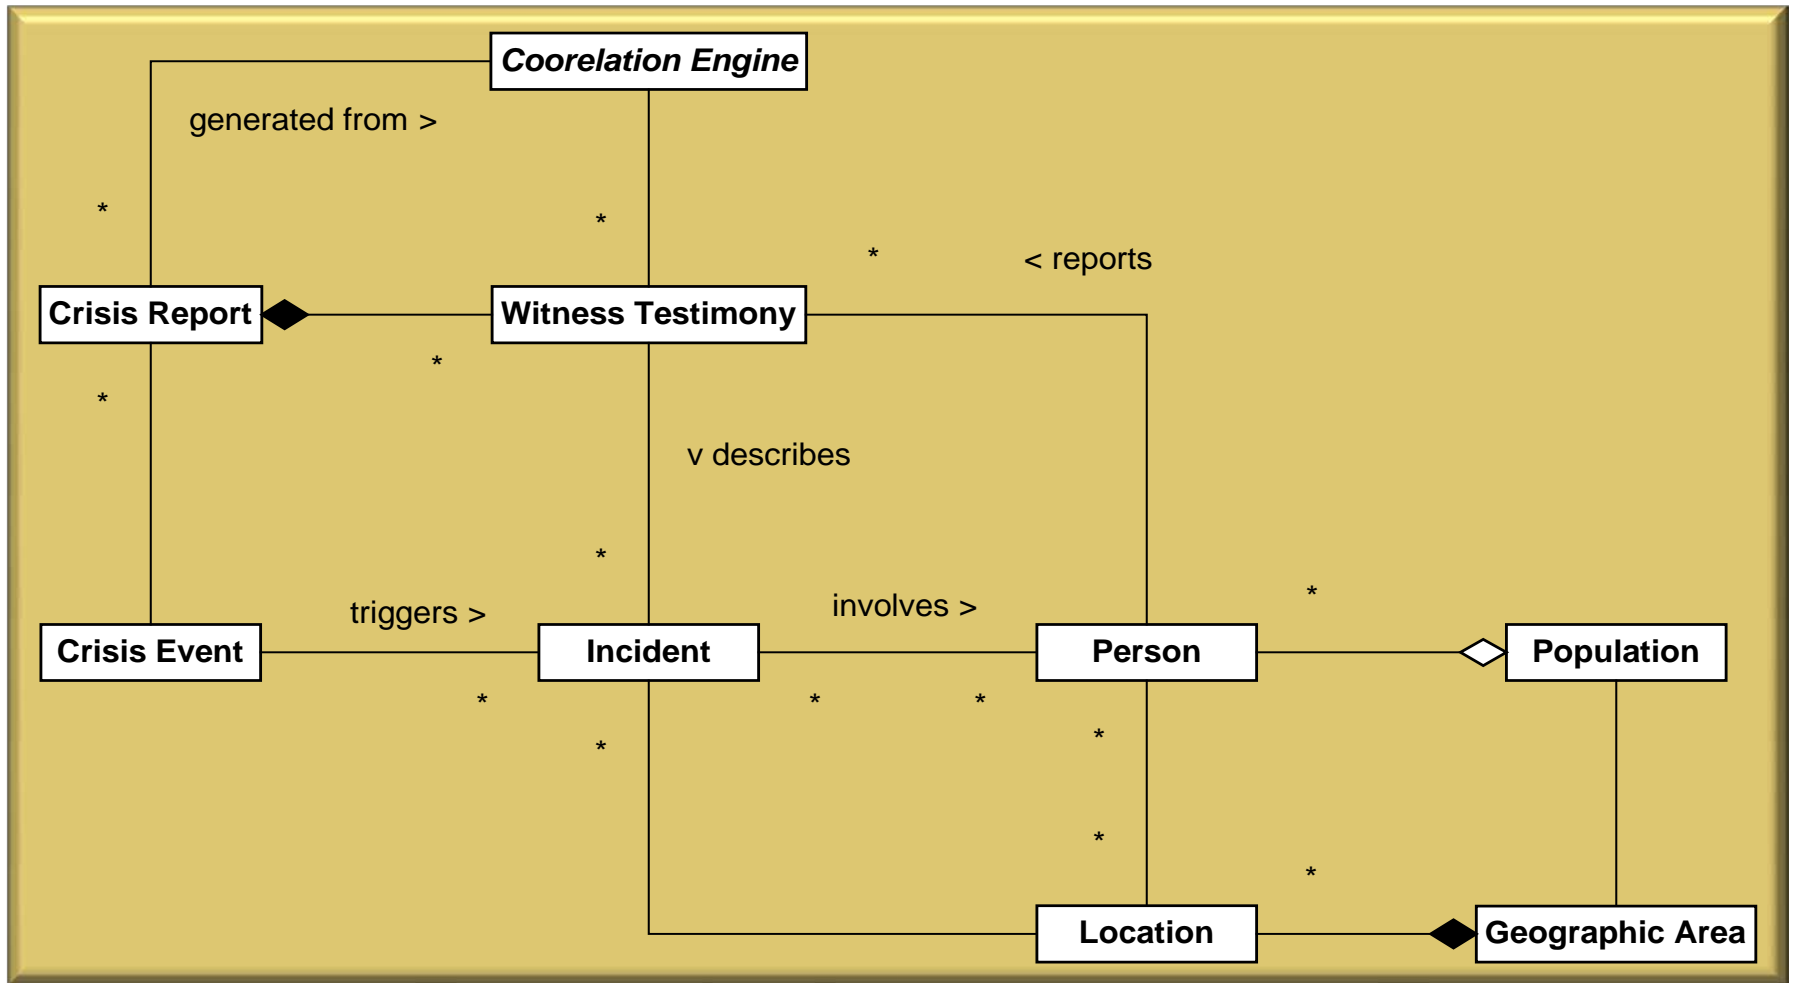 Coorelation Engine
generated from >
*
*
*
< reports
Crisis Report
Witness Testimony
*
*
v describes
*
triggers >
involves >
*
Crisis Event
Incident
Person
Population
*
*
*
*
*
*
*
Location
Geographic Area